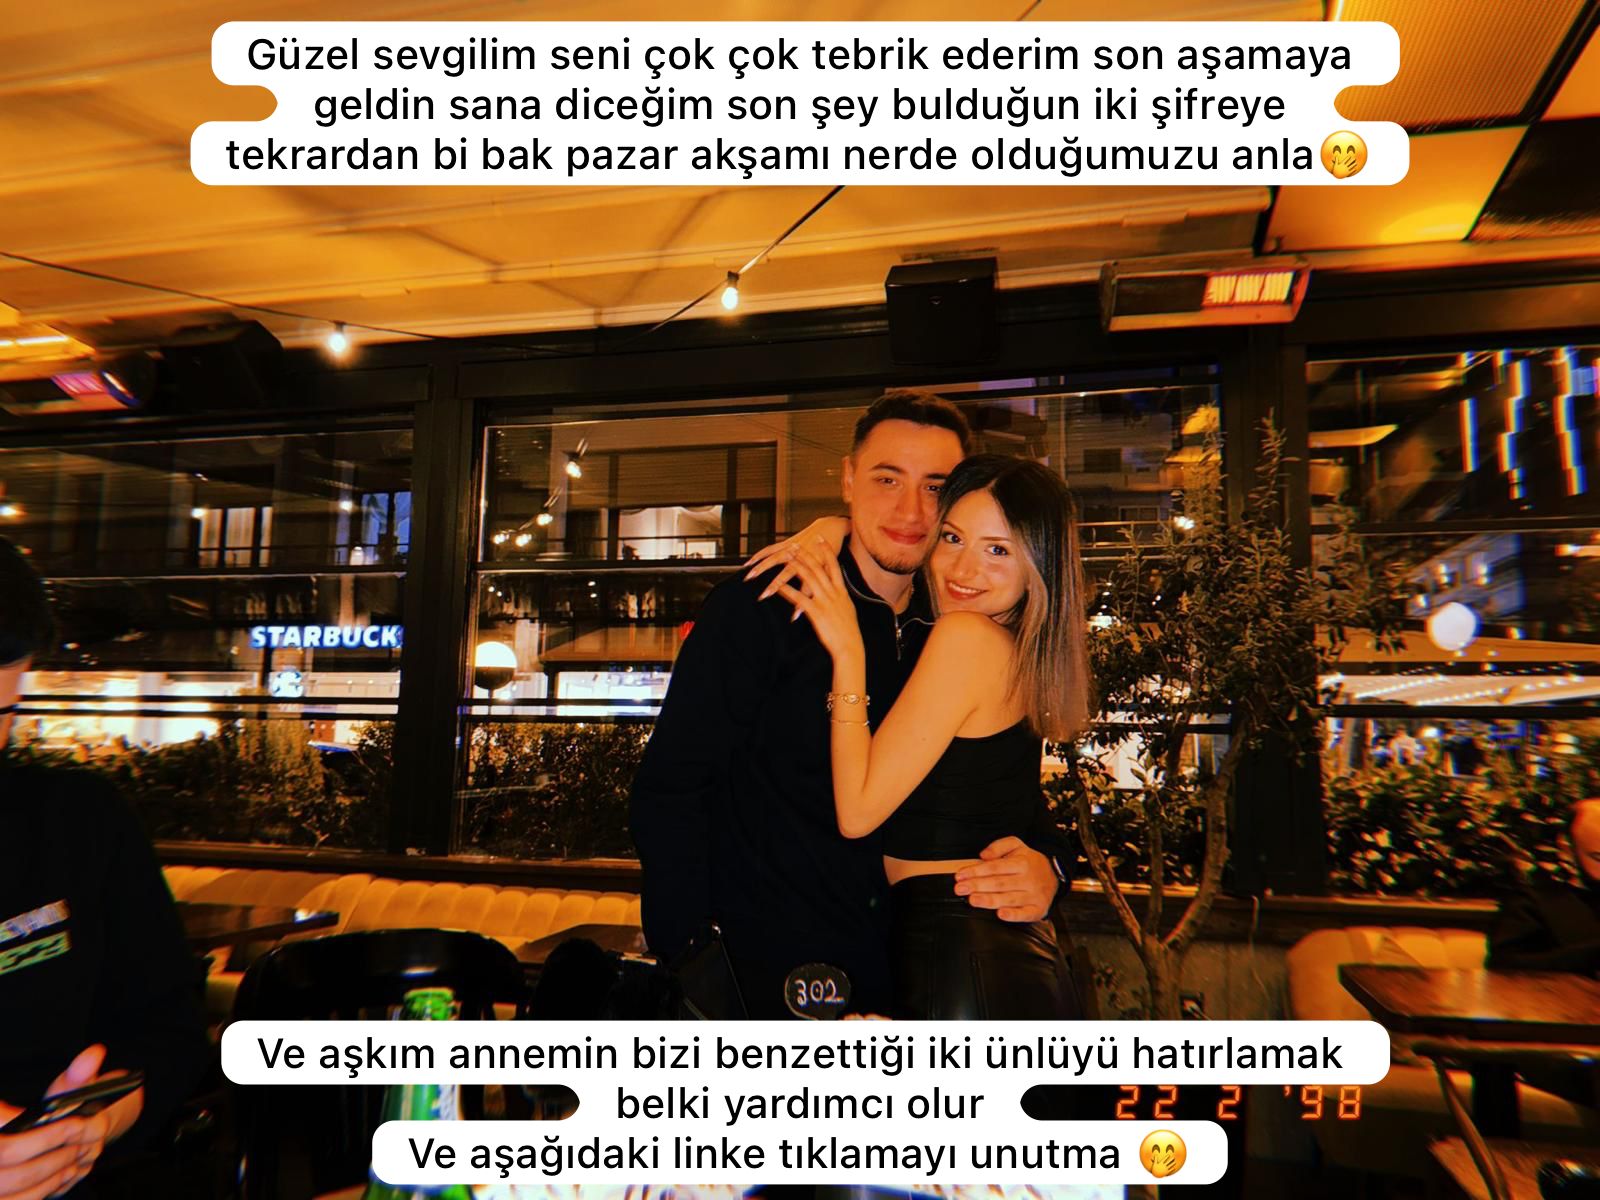 Güzel sevgilim seni çok çok tebrik ederim son aşamaya
geldin sana diceğim son şey bulduğun iki şifreye
tekrardan bi bak pazar akşamı nerde olduğumuzu anla🤭
STARBUCK
302
Ve aşkım annemin bizi benzettiği iki ünlüyü hatırlamak
belki yardımcı olur
22 2 '98
Ve aşağıdaki linke tıklamayı unutma 🤭